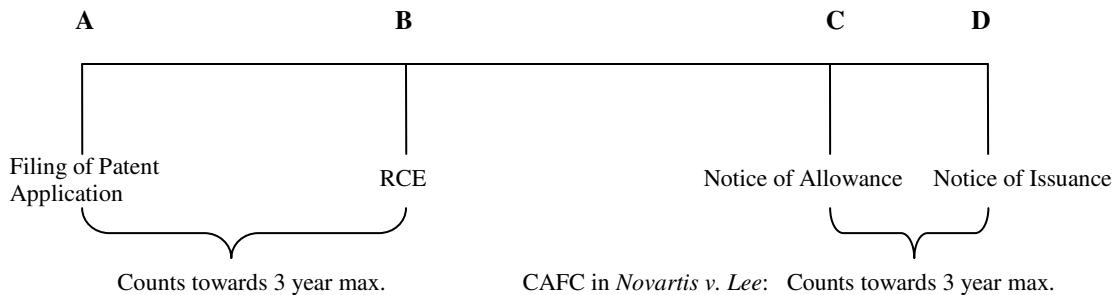 A B C D
Filing of Patent
Application
RCE
Notice of Allowance
Notice of Issuance
Counts towards 3 year max.
CAFC in Novartis v. Lee: Counts towards 3 year max.